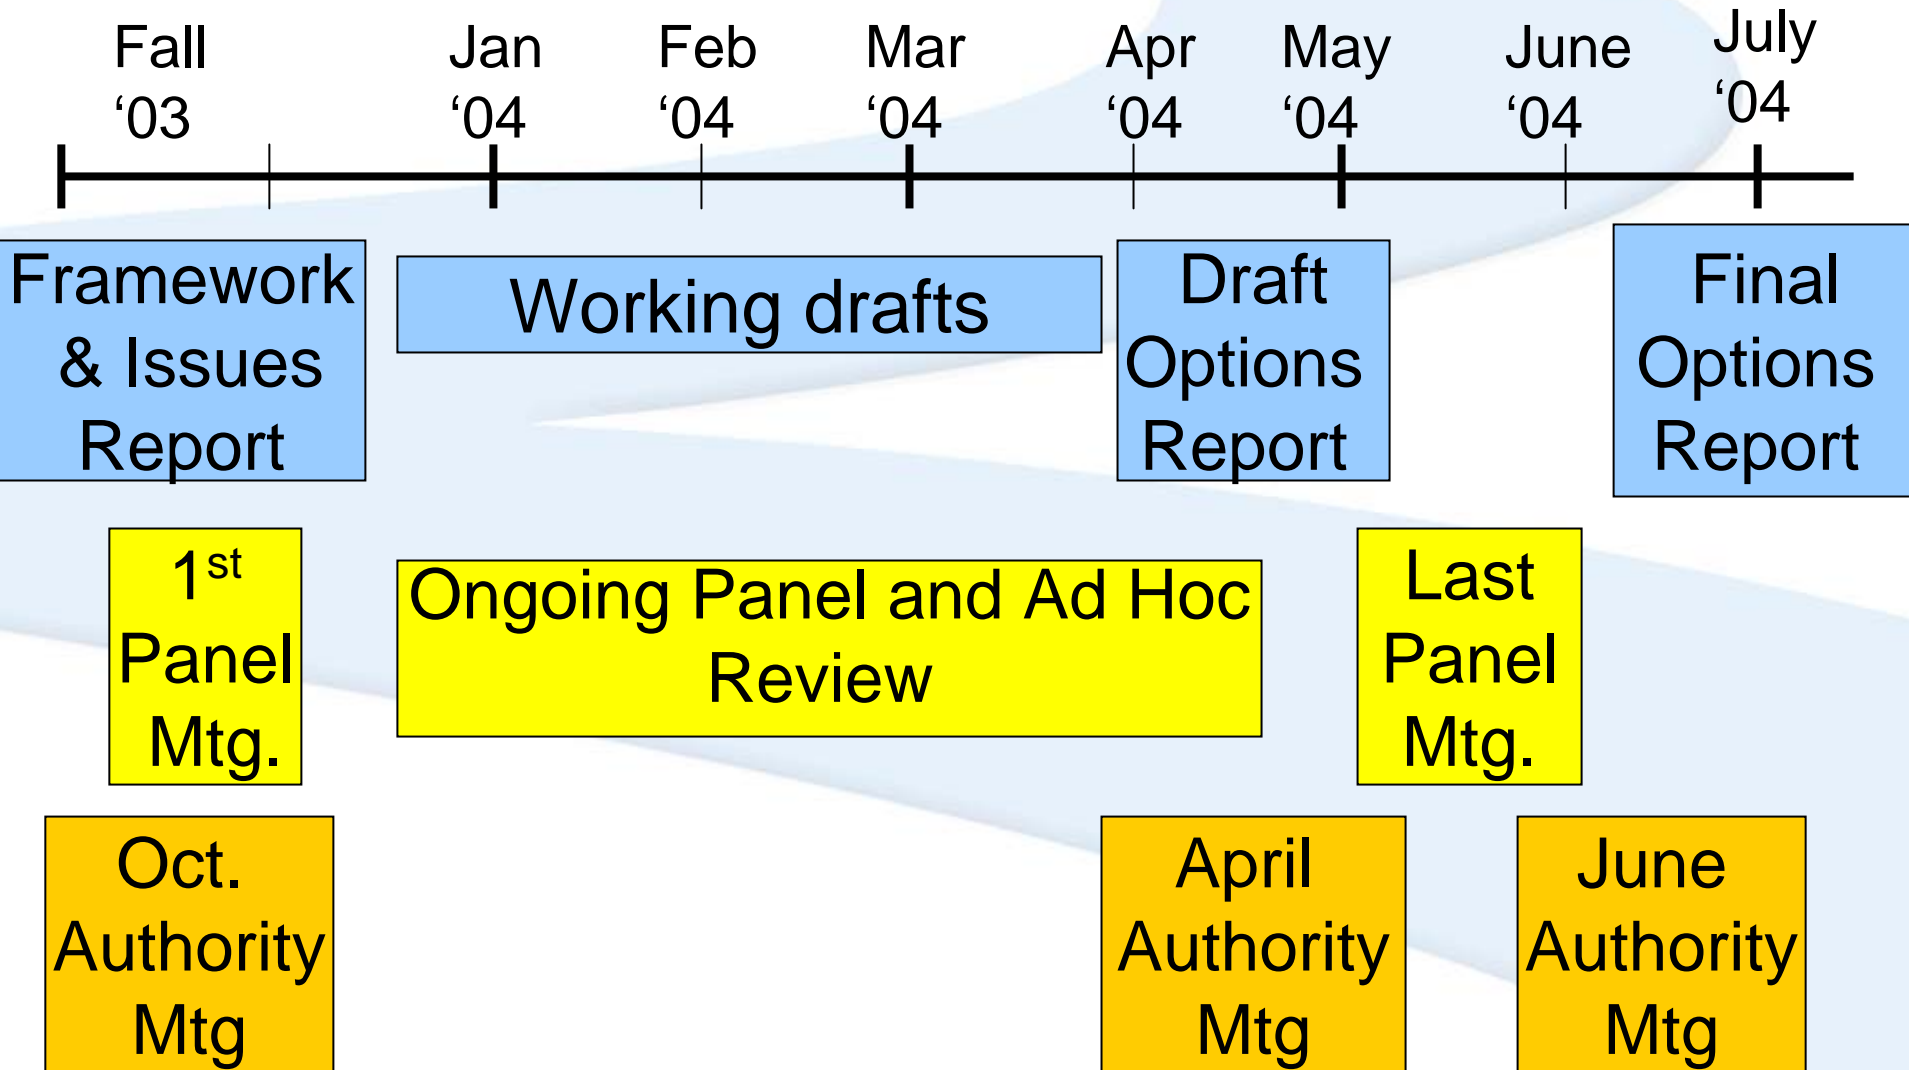 Fall
‘03
Jan
‘04
Feb
‘04
Mar
‘04
Apr
‘04
May
‘04
June
‘04
July
‘04
Framework
& Issues
Report
Working drafts
Draft
Options
Report
Final
Options
Report
1st
Panel
Mtg.
Ongoing Panel and Ad Hoc
Review
Last
Panel
Mtg.
Oct.
Authority
Mtg
April
Authority
Mtg
June
Authority
Mtg